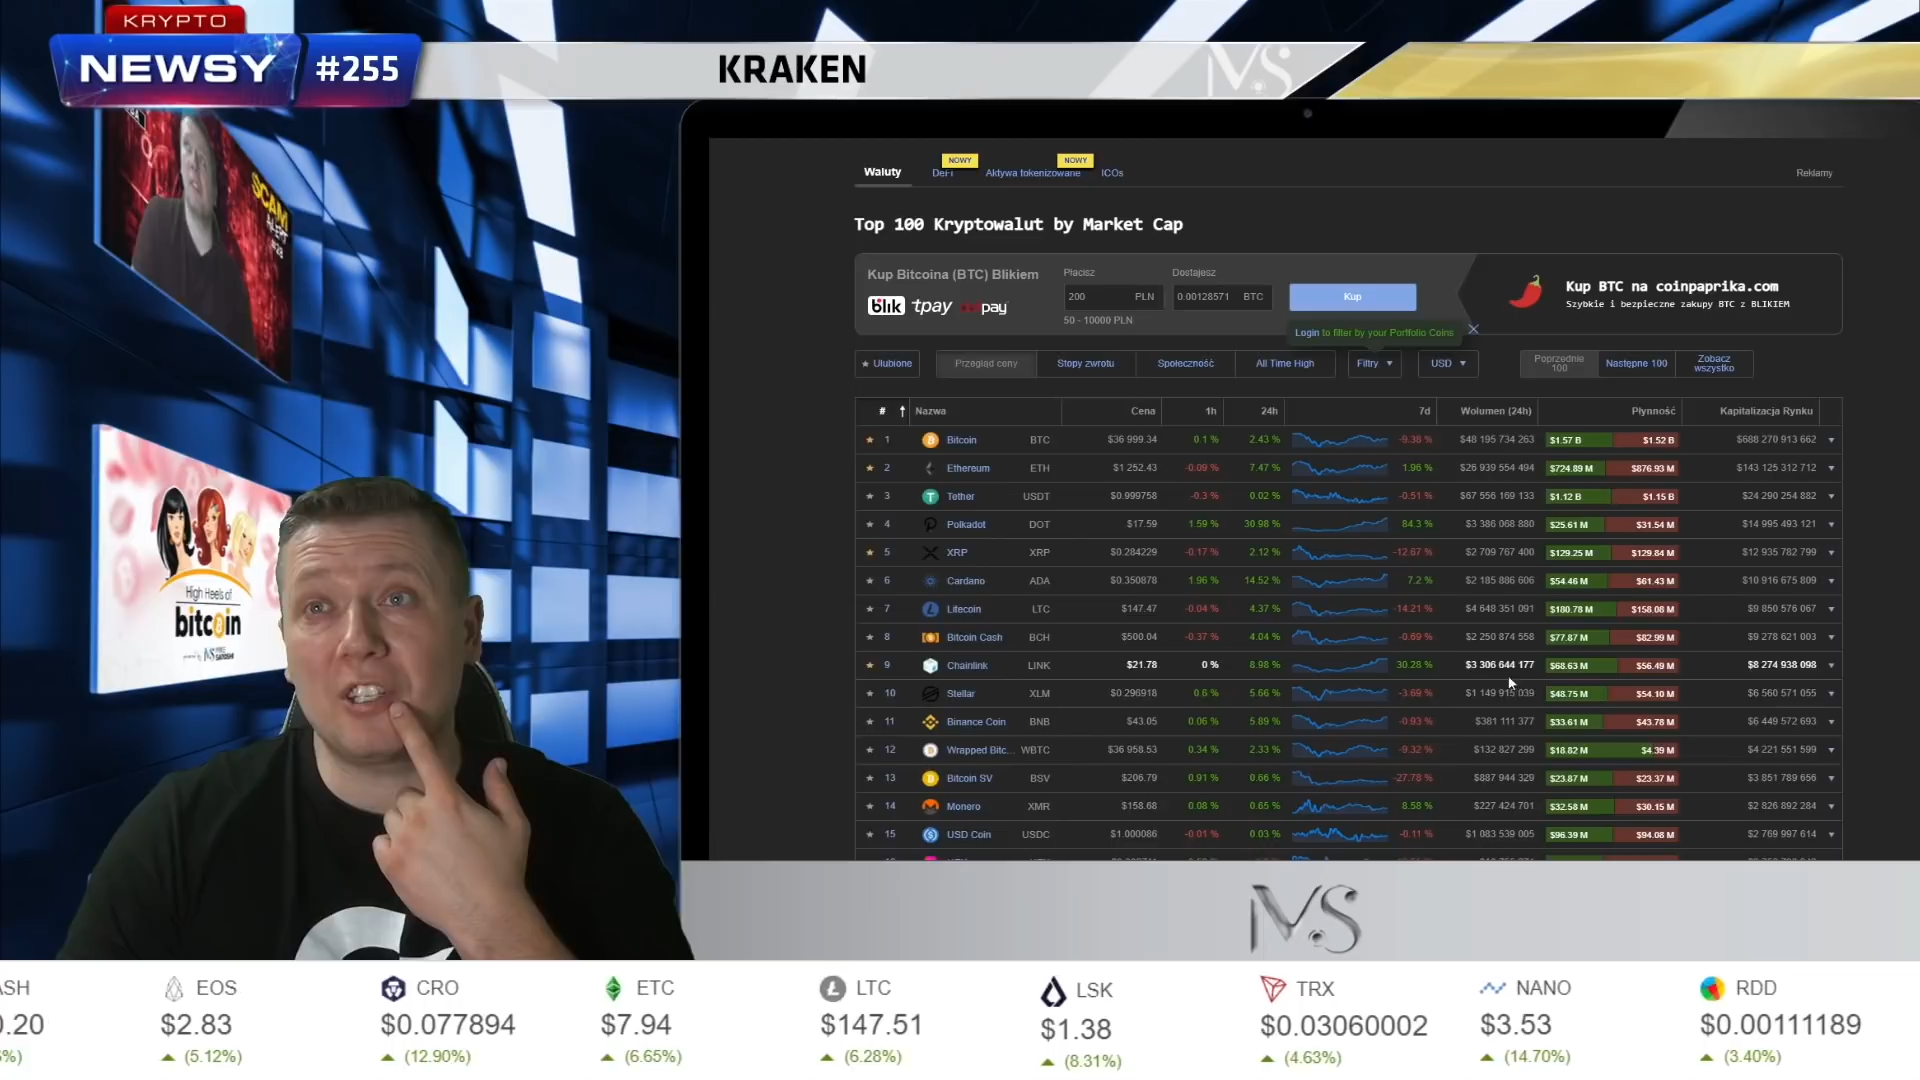 KRYPTO
NEWSY #255
KRAKEN
MS
SCAM
ALERT
#28
High Heels of
bitcoin
MS
Waluty
NOWY
DeFi
NOWY
Aktywa tokenizowane
ICOs
Reklamy
Top 100 Kryptowalut by Market Cap
Kup Bitcoina (BTC) Blikiem
blik tpay pay
Płacisz
200 PLN
50 - 10000 PLN
Dostajesz
0.00128571 BTC
Kup
Kup BTC na coinpaprika.com
Szybkie i bezpieczne zakupy BTC z BLIKIEM
Login to filter by your Portfolio Coins
Ulubione Przegląd ceny Stopy zwrotu Społeczność All Time High Filtry USD Poprzednie 100 Następne 100 Zobacz wszystko
# Nazwa Cena 1h 24h 7d Wolumen (24h) Płynność Kapitalizacja Rynku
1 Bitcoin BTC $36 999.34 0.1 % 2.43 % -9.38 % $48 195 734 263 $1.57 B $1.52 B $688 270 913 662
2 Ethereum ETH $1 252.43 -0.09 % 7.47 % 1.96 % $26 939 554 494 $724.89 M $876.93 M $143 125 312 712
3 Tether USDT $0.999758 -0.3 % 0.02 % -0.51 % $67 556 169 133 $1.12 B $1.15 B $24 290 254 882
4 Polkadot DOT $17.59 1.59 % 30.98 % 84.3 % $3 386 068 880 $25.61 M $31.54 M $14 995 493 121
5 XRP XRP $0.284229 -0.17 % 2.12 % -12.67 % $2 709 767 400 $129.25 M $129.84 M $12 935 782 799
6 Cardano ADA $0.350878 1.96 % 14.52 % 7.2 % $2 185 886 606 $54.46 M $61.43 M $10 916 675 809
7 Litecoin LTC $147.47 -0.04 % 4.37 % -14.21 % $4 648 351 091 $180.78 M $158.08 M $9 850 576 067
8 Bitcoin Cash BCH $500.04 -0.37 % 4.04 % -0.69 % $2 250 874 558 $77.87 M $82.99 M $9 278 621 003
9 Chainlink LINK $21.78 0 % 8.98 % 30.28 % $3 306 644 177 $68.63 M $56.49 M $8 274 938 098
10 Stellar XLM $0.296918 0.6 % 5.66 % -3.69 % $1 149 915 039 $48.75 M $54.10 M $6 560 571 055
11 Binance Coin BNB $43.05 0.06 % 5.89 % -0.93 % $381 111 377 $33.61 M $43.78 M $6 449 572 693
12 Wrapped Bitc... WBTC $36 958.53 0.34 % 2.33 % -9.32 % $132 827 299 $18.82 M $4.39 M $4 221 551 599
13 Bitcoin SV BSV $206.79 0.91 % 0.66 % -27.78 % $887 944 329 $23.87 M $23.37 M $3 851 789 656
14 Monero XMR $158.68 0.08 % 0.65 % 8.58 % $227 424 701 $32.58 M $30.15 M $2 826 892 284
15 USD Coin USDC $1.000086 -0.01 % 0.03 % -0.11 % $1 083 539 005 $96.39 M $94.08 M $2 769 997 614
MS
ASH EOS CRO ETC LTC LSK TRX NANO RDD
0.20 $2.83 $0.077894 $7.94 $147.51 $1.38 $0.03060002 $3.53 $0.00111189
%) (5.12%) (12.90%) (6.65%) (6.28%) (8.31%) (4.63%) (14.70%) (3.40%)